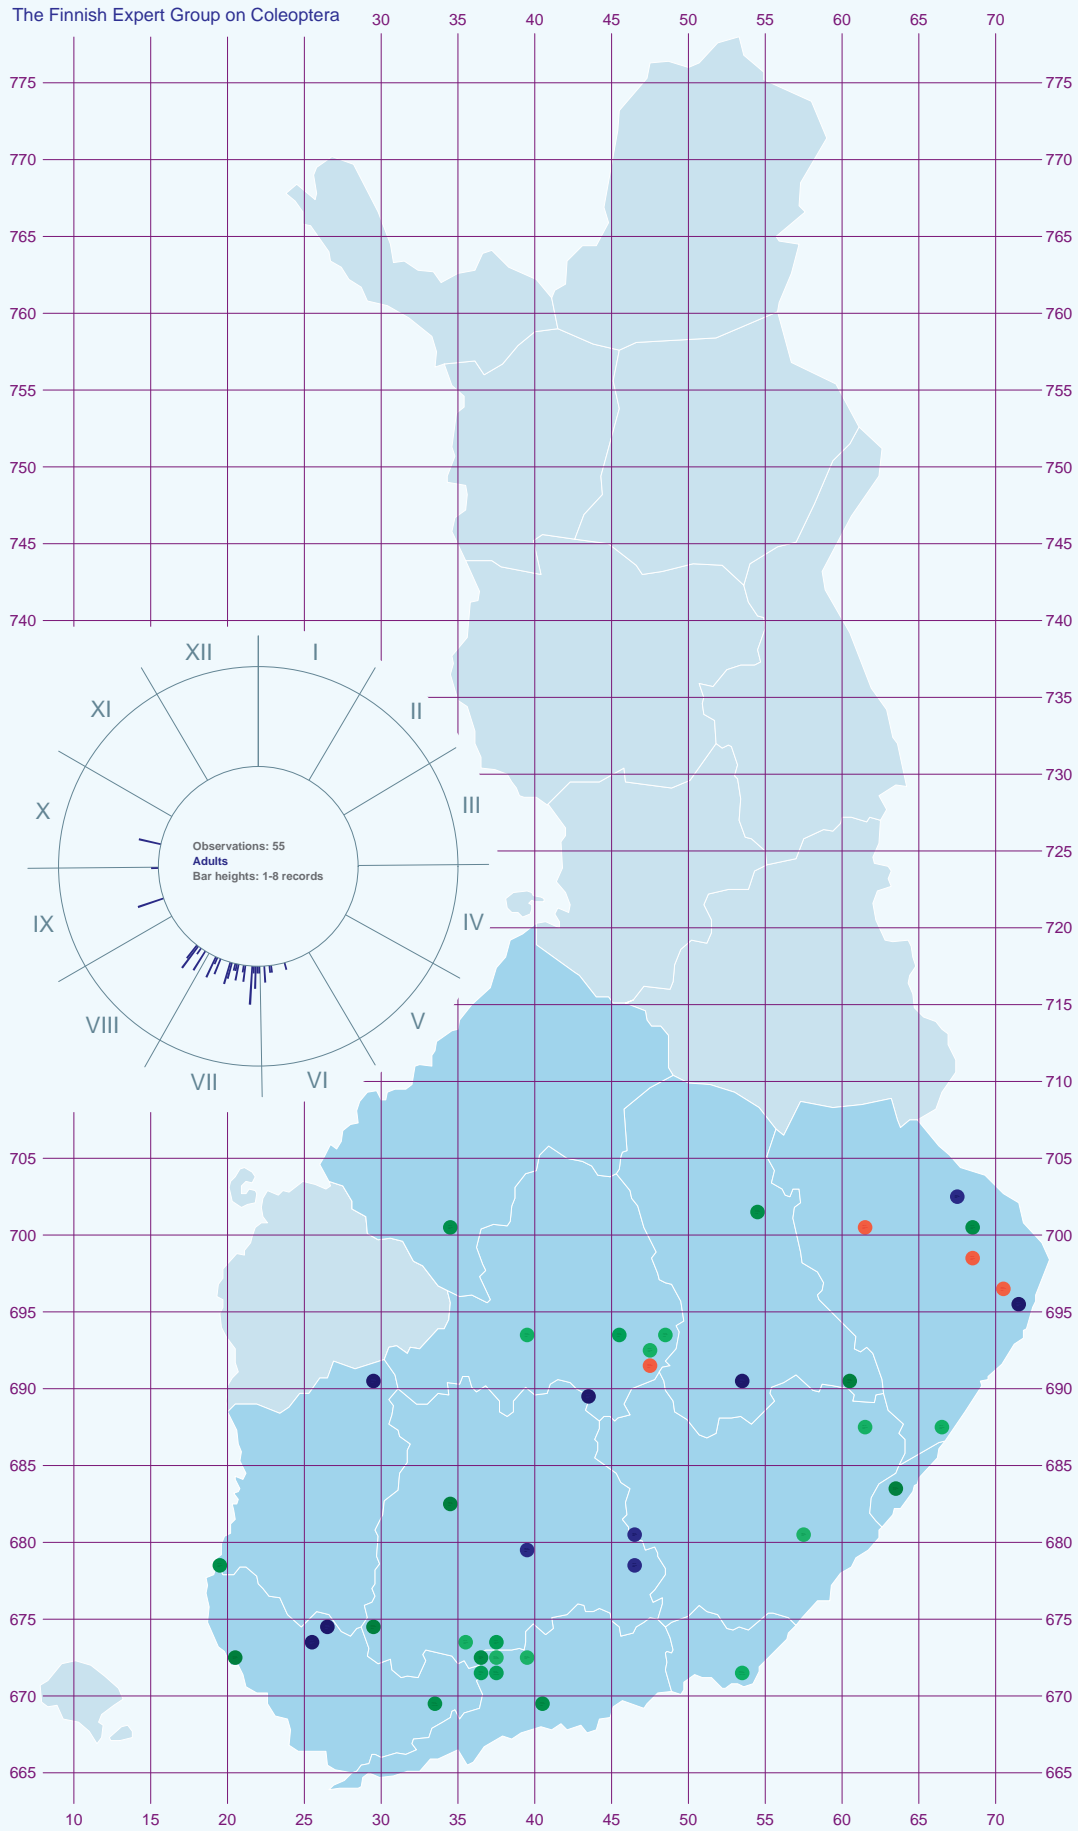 The Finnish Expert Group on Coleoptera 30 35 40 45 50 55 60 65 70
775 775
770 770
765 765
760 760
755 755
750 750
745 745
740 740
XII I
735
XI II
730
X III
725
Observations: 55
Adults
Bar heights: 1-8 records
IX IV
720 720
715
VIII V
VII VI
710 710
705 705
700 700
695 695
690 690
685 685
680 680
675 675
670 670
665 665
10 15 20 25 30 35 40 45 50 55 60 65 70